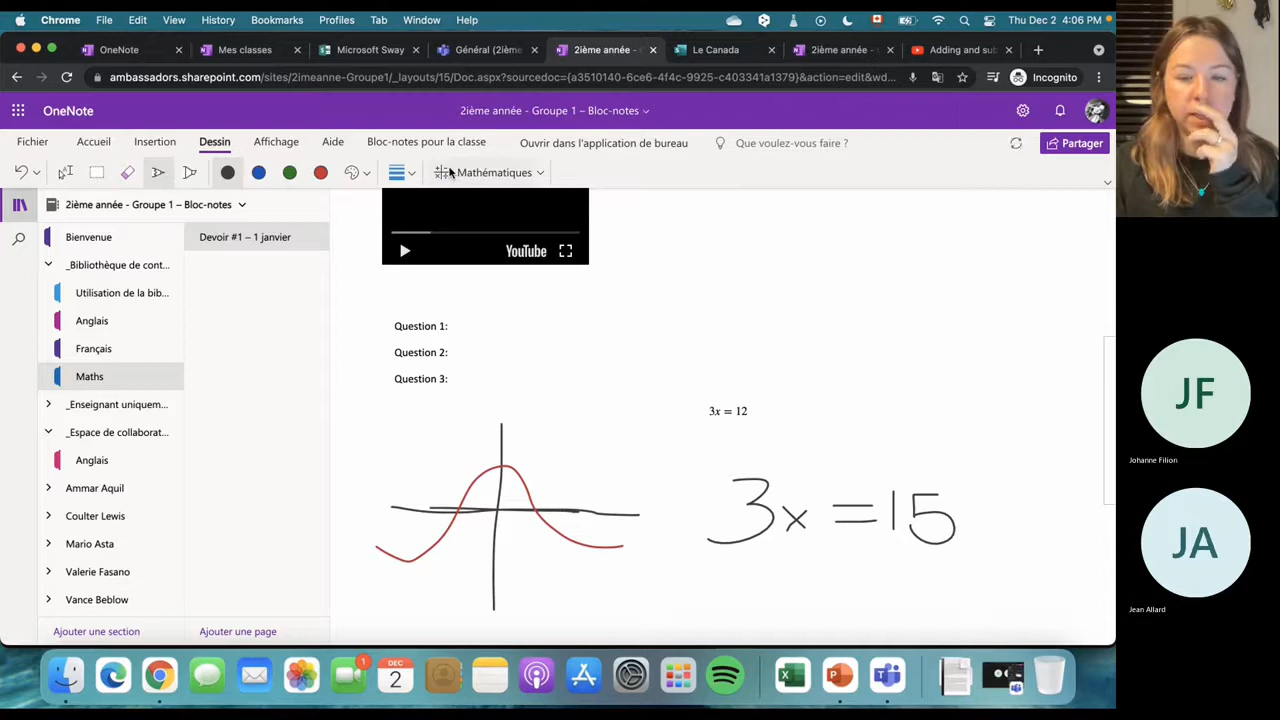 Chrome File Edit View History Bookmarks Profiles Tab Window Help Thu Dec 2 4:06 PM
OneNote Mes classes Microsoft Sway Général (2ième 2ième année - Le Canada 2ième année - Adding and sub
ambassadors.sharepoint.com/sites/2imeanne-Groupe1/_layouts/15/Doc.aspx?sourcedoc={a3510140-6ce6-4f4c-9925-c403341a1379}&action=edit&wd... Incognito
OneNote 2ième année - Groupe 1 – Bloc-notes
Fichier Accueil Insertion Dessin Affichage Aide Bloc-notes pour la classe Ouvrir dans l'application de bureau Que voulez-vous faire ? Partager
Mathématiques
2ième année - Groupe 1 – Bloc-notes
Bienvenue
Devoir #1 – 1 janvier
_Bibliothèque de cont...
Utilisation de la bib...
Anglais
Français
Maths
_Enseignant uniquem...
_Espace de collaborat...
Anglais
Ammar Aquil
Coulter Lewis
Mario Asta
Valerie Fasano
Vance Beblow
Ajouter une section
Ajouter une page
YouTube
Question 1:
Question 2:
Question 3:
3x = 12
3x = 15
JF
Johanne Filion
JA
Jean Allard
1
DEC
2